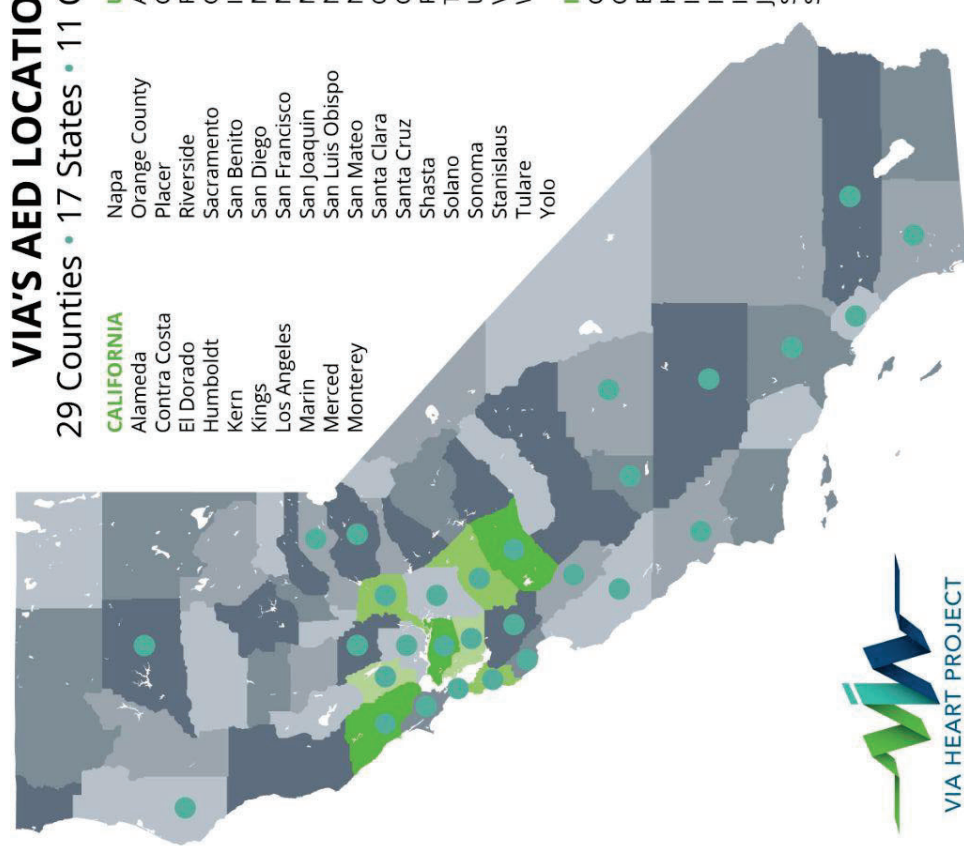 VIA'S AED LOCATIO
29 Counties • 17 States • 11
CALIFORNIA
Alameda
Contra Costa
El Dorado
Humboldt
Kern
Kings
Los Angeles
Marin
Merced
Monterey
Napa
Orange County
Placer
Riverside
Sacramento
San Benito
San Diego
San Francisco
San Joaquin
San Luis Obispo
San Mateo
Santa Clara
Santa Cruz
Shasta
Solano
Sonoma
Stanislaus
Tulare
Yolo
via
VIA HEART PROJECT